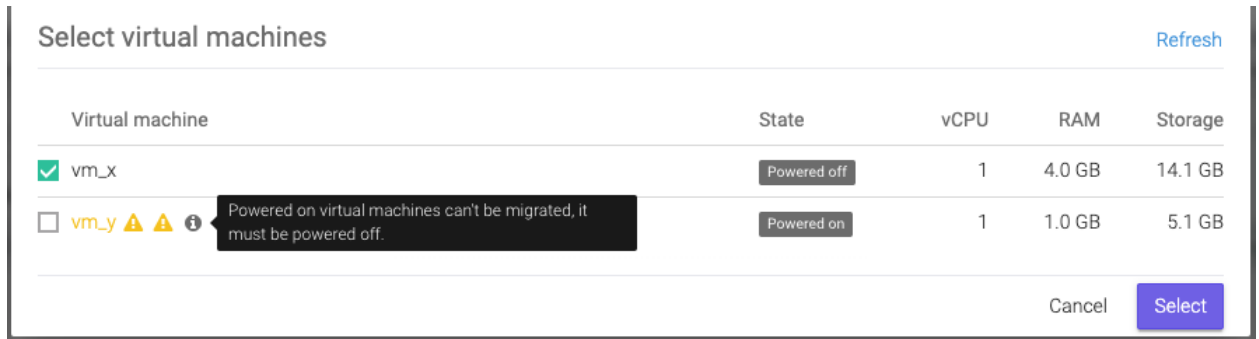 Select virtual machines Refresh
Virtual machine State vCPU RAM Storage
vm_x Powered off 1 4.0 GB 14.1 GB
vm_y Powered on virtual machines can't be migrated, it
must be powered off. Powered on 1 1.0 GB 5.1 GB
Cancel Select